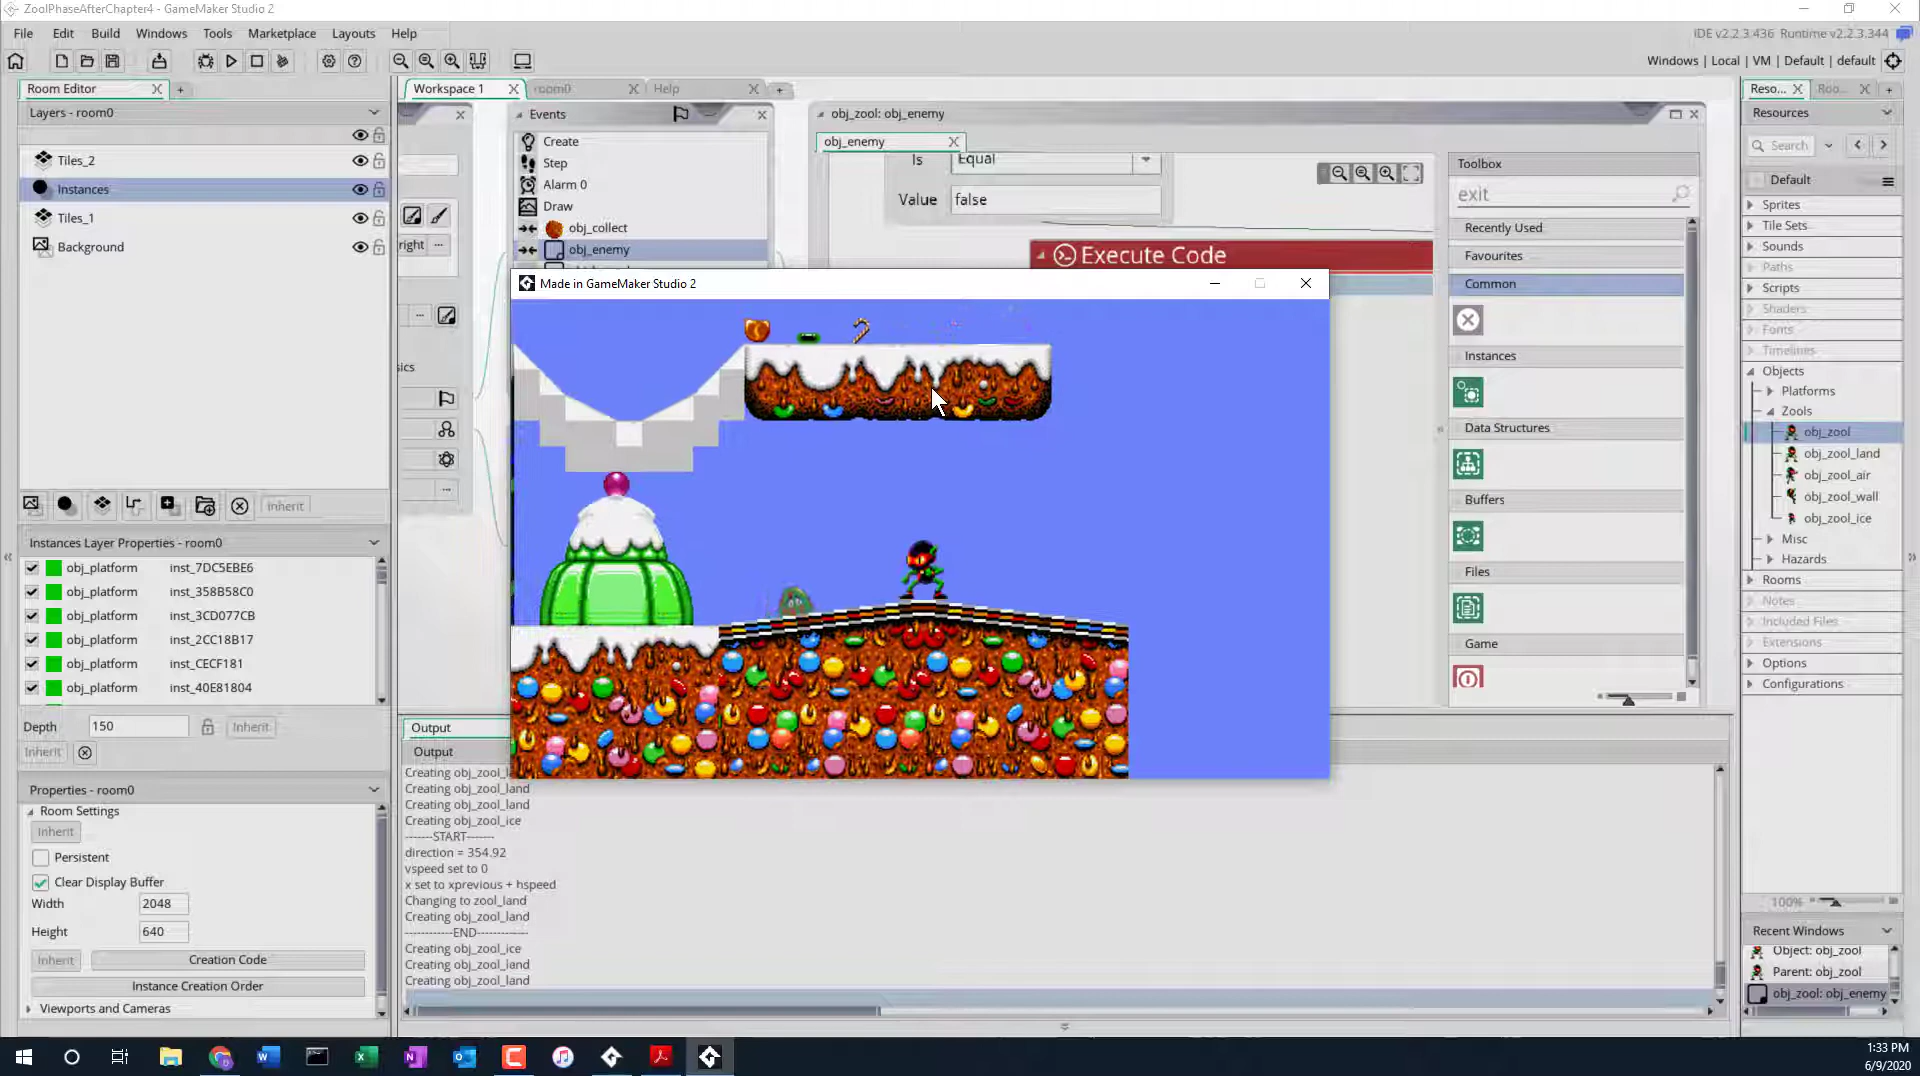 ZoolPhaseAfterChapter4 - GameMaker Studio 2
File Edit Build Windows Tools Marketplace Layouts Help
IDE v2.2.3.436 Runtime v2.2.3.344
Windows | Local | VM | Default | default
Room Editor
Workspace 1
room0
Help
Reso...
Roo...
Layers - room0
Tiles_2
Instances
Tiles_1
Background
Inherit
Instances Layer Properties - room0
obj_platform inst_7DC5EBE6
obj_platform inst_358B58C0
obj_platform inst_3CD077CB
obj_platform inst_2CC18B17
obj_platform inst_CECF181
obj_platform inst_40E81804
Depth 150 Inherit
Inherit
Properties - room0
Room Settings
Inherit
Persistent
Clear Display Buffer
Width 2048
Height 640
Inherit Creation Code
Instance Creation Order
Viewports and Cameras
right ...
...
sics
...
Events
Create
Step
Alarm 0
Draw
obj_collect
obj_enemy
obj_zool: obj_enemy
obj_enemy
Is Equal
Value false
Execute Code
Made in GameMaker Studio 2
Output
Output
Creating obj_zool_land
Creating obj_zool_land
Creating obj_zool_ice
-------START-------
direction = 354.92
vspeed set to 0
x set to xprevious + hspeed
Changing to zool_land
Creating obj_zool_land
------------END-------------
Creating obj_zool_ice
Creating obj_zool_land
Creating obj_zool_land
Toolbox
exit
Recently Used
Favourites
Common
Instances
Data Structures
Buffers
Files
Game
Resources
Search
Default
Sprites
Tile Sets
Sounds
Paths
Scripts
Shaders
Fonts
Timelines
Objects
Platforms
Zools
obj_zool
obj_zool_land
obj_zool_air
obj_zool_wall
obj_zool_ice
Misc
Hazards
Rooms
Notes
Included Files
Extensions
Options
Configurations
100%
Recent Windows
Object: obj_zool
Parent: obj_zool
obj_zool: obj_enemy
1:33 PM
6/9/2020